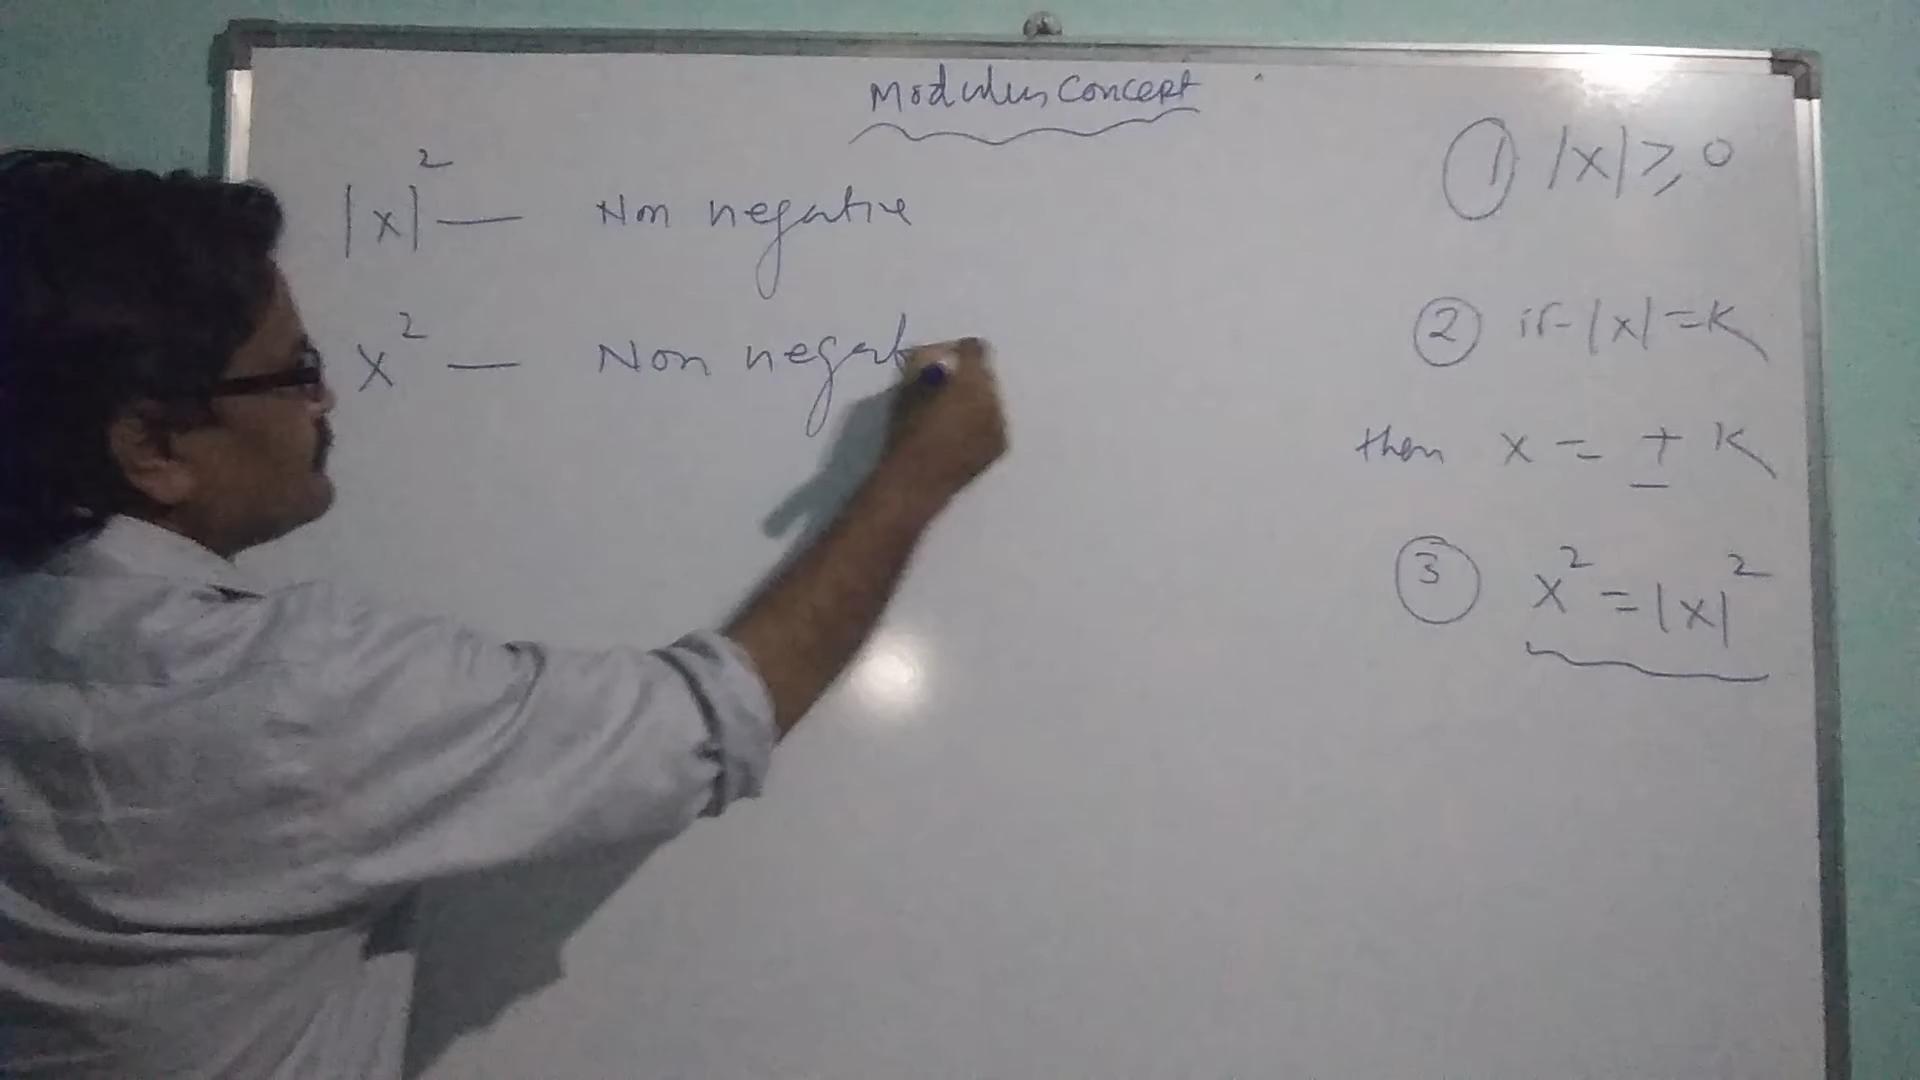 Modulus Concept
|x|² — Non negative
x² — Non negat
① |x| ≥ 0
② if |x| = K
then x = ± K
③ x² = |x|²